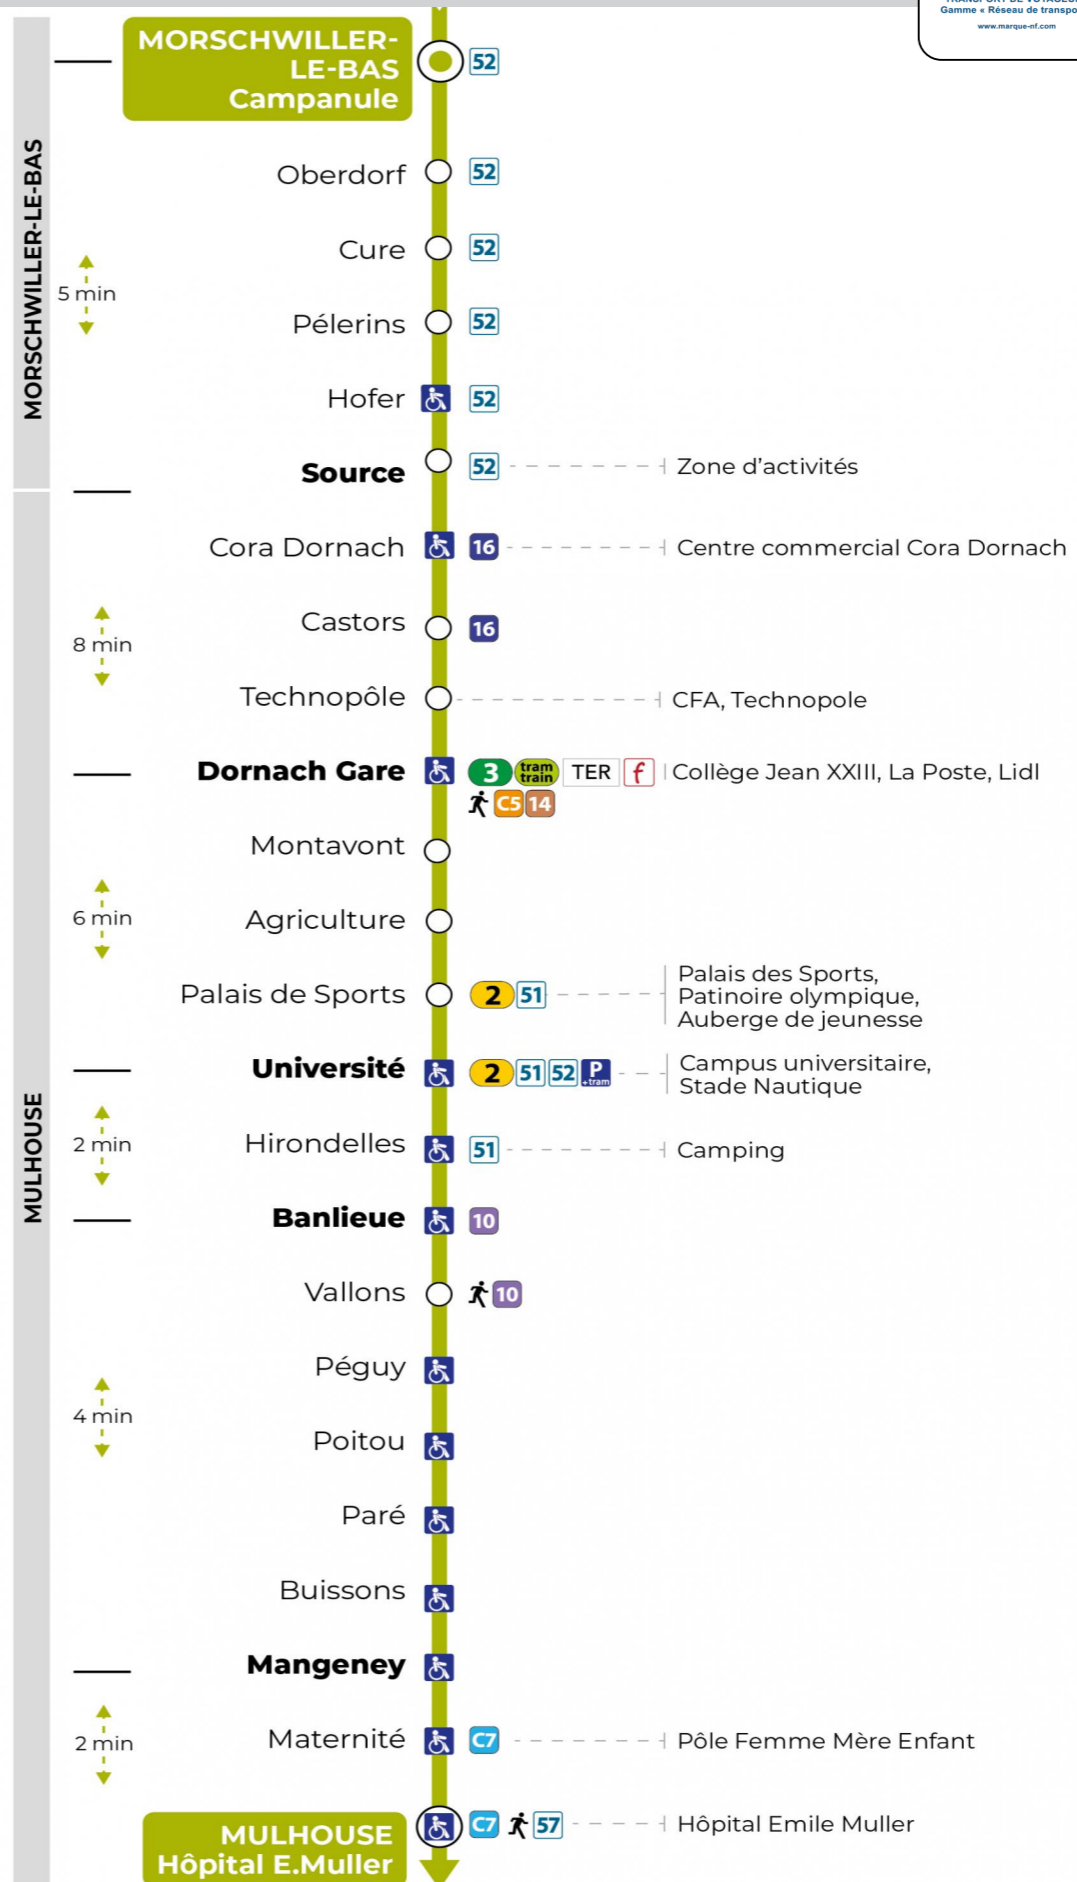 TRANSPORT DE VOYAGEURS
Gamme « Réseau de transpo
www.marque-nf.com
MORSCHWILLER-
LE-BAS
Campanule
52
MORSCHWILLER-LE-BAS
Oberdorf 52
Cure 52
5 min
Pélerins 52
Hofer 52
Source 52 Zone d'activités
Cora Dornach 16 Centre commercial Cora Dornach
Castors 16
8 min
Technopôle CFA, Technopole
Dornach Gare 3 tram train TER f Collège Jean XXIII, La Poste, Lidl
C5 14
Montavont
6 min
Agriculture
Palais de Sports 2 51 Palais des Sports,
Patinoire olympique,
Auberge de jeunesse
Université 2 51 52 P +tram Campus universitaire,
Stade Nautique
MULHOUSE
2 min
Hirondelles 51 Camping
Banlieue 10
Vallons 10
Péguy
4 min
Poitou
Paré
Buissons
Mangeney
2 min
Maternité C7 Pôle Femme Mère Enfant
MULHOUSE
Hôpital E.Muller
C7 57 Hôpital Emile Muller